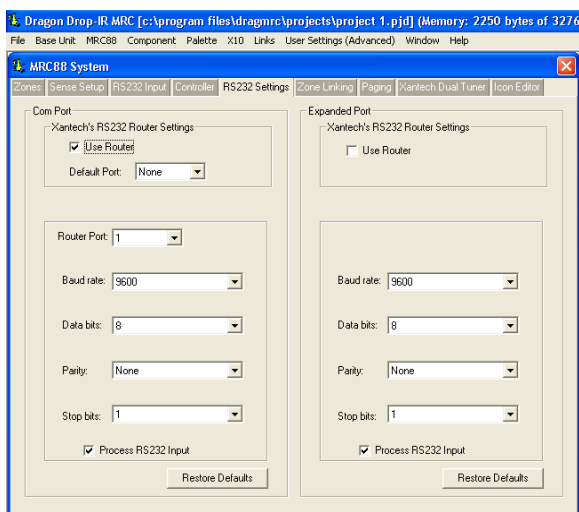 Dragon Drop-IR MRC [c:\program files\dragmrc\projects\project 1.pjd] (Memory: 2250 bytes of 3276
File Base Unit MRC88 Component Palette X10 Links User Settings (Advanced) Window Help
MRC88 System
Zones Sense Setup RS232 Input Controller RS232 Settings Zone Linking Paging Xantech Dual Tuner Icon Editor
Com Port
Xantech's RS232 Router Settings
Use Router
Default Port: None
Router Port: 1
Baud rate: 9600
Data bits: 8
Parity: None
Stop bits: 1
Process RS232 Input
Restore Defaults
Expanded Port
Xantech's RS232 Router Settings
Use Router
Baud rate: 9600
Data bits: 8
Parity: None
Stop bits: 1
Process RS232 Input
Restore Defaults